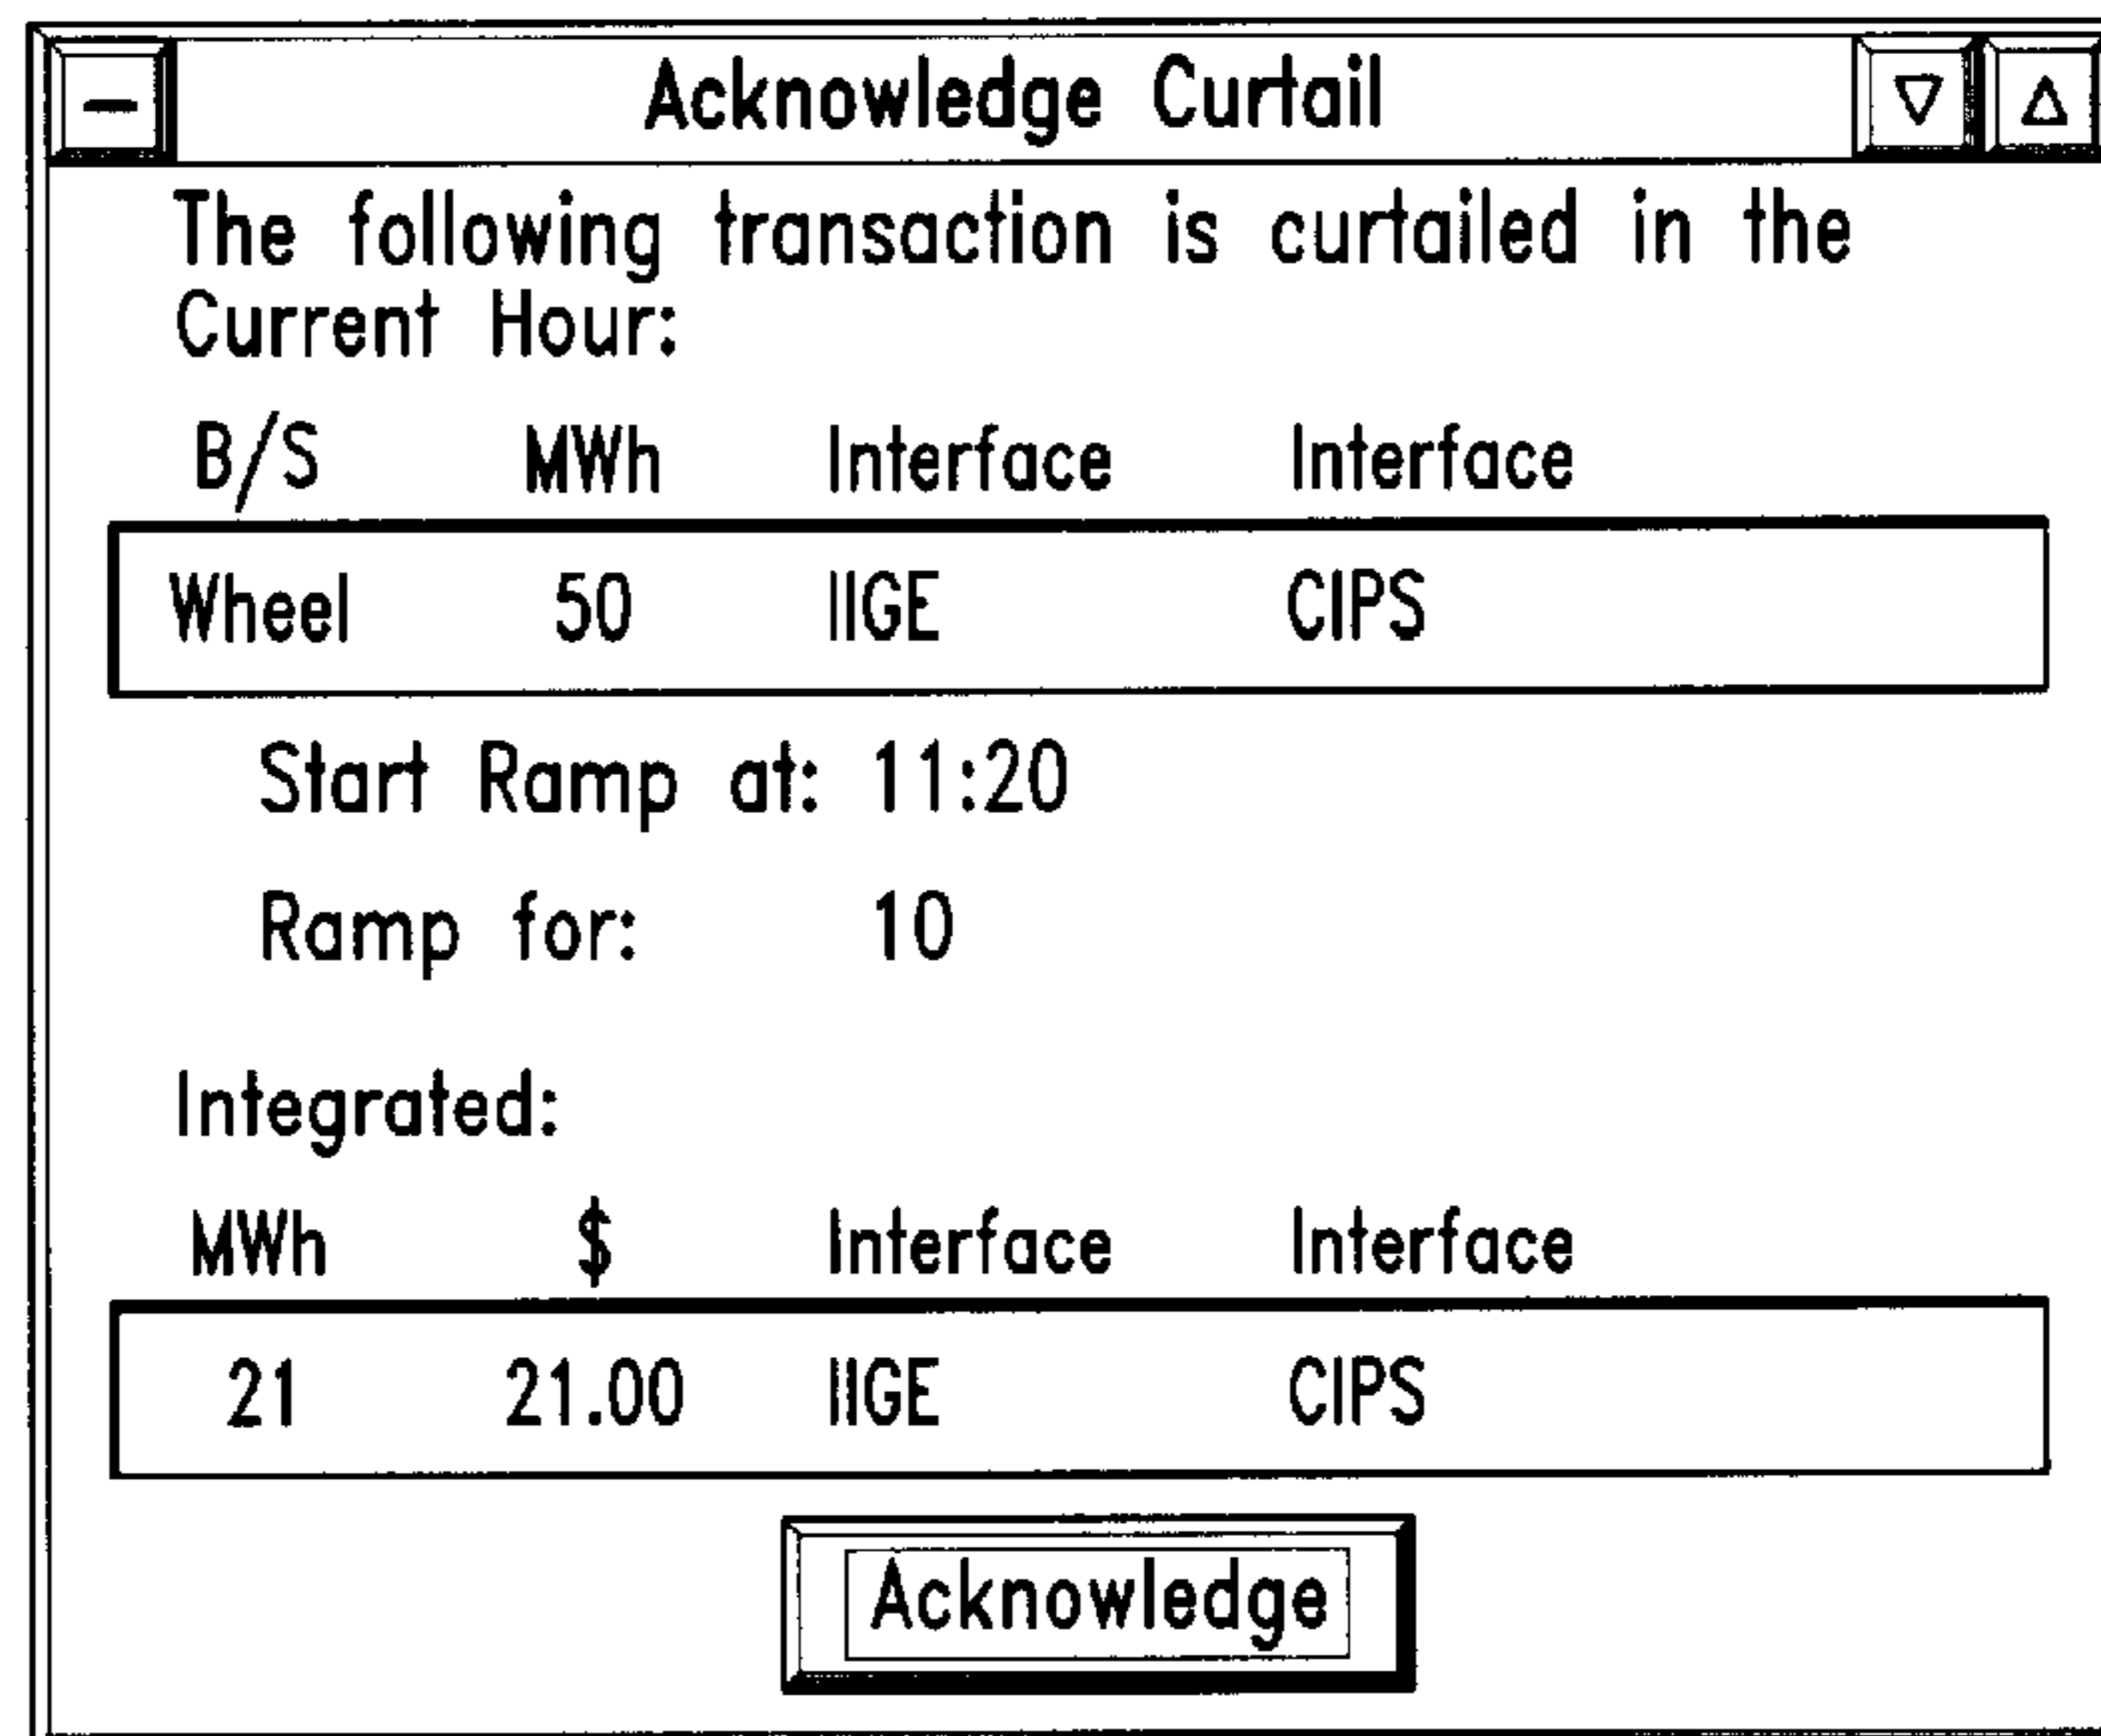 Acknowledge Curtail
The following transaction is curtailed in the
Current Hour:
B/S MWh Interface Interface
Wheel 50 IIGE CIPS
Start Ramp at: 11:20
Ramp for: 10
Integrated:
MWh $ Interface Interface
21 21.00 IIGE CIPS
Acknowledge